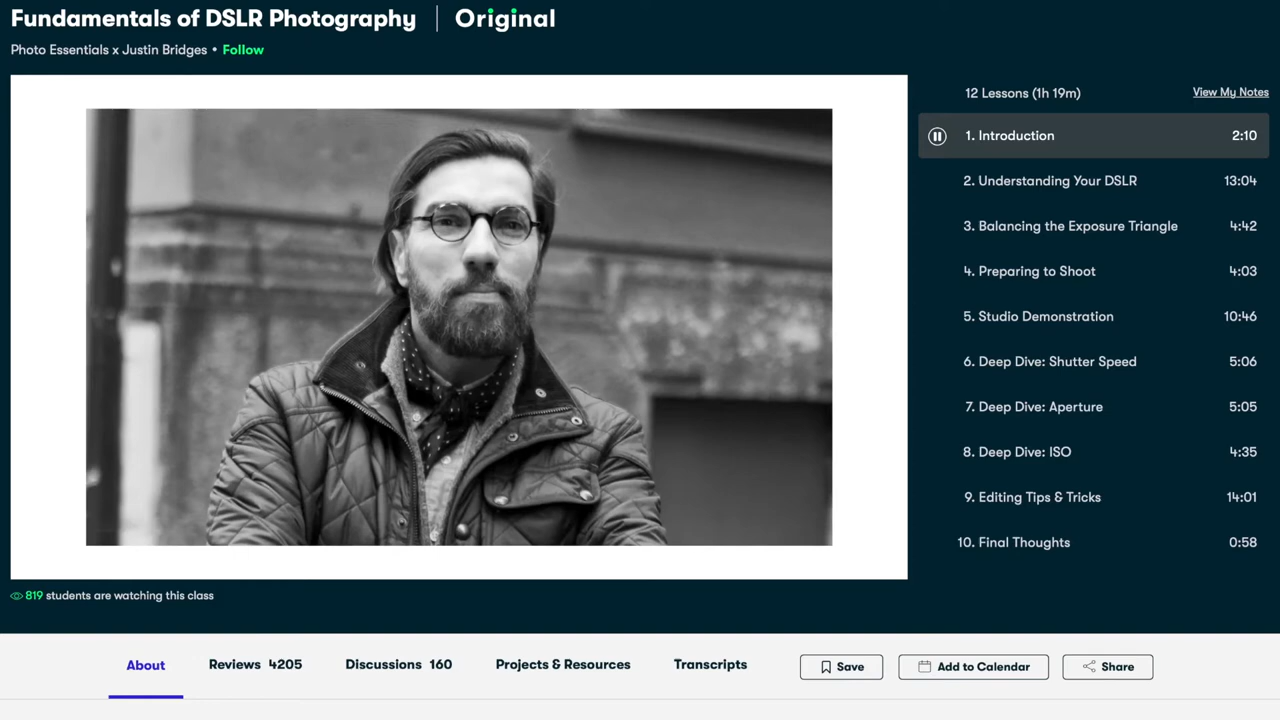 Fundamentals of DSLR Photography | Original
Photo Essentials x Justin Bridges • Follow
12 Lessons (1h 19m) View My Notes
1. Introduction 2:10
2. Understanding Your DSLR 13:04
3. Balancing the Exposure Triangle 4:42
4. Preparing to Shoot 4:03
5. Studio Demonstration 10:46
6. Deep Dive: Shutter Speed 5:06
7. Deep Dive: Aperture 5:05
8. Deep Dive: ISO 4:35
9. Editing Tips & Tricks 14:01
10. Final Thoughts 0:58
819 students are watching this class
About Reviews 4205 Discussions 160 Projects & Resources Transcripts Save Add to Calendar Share